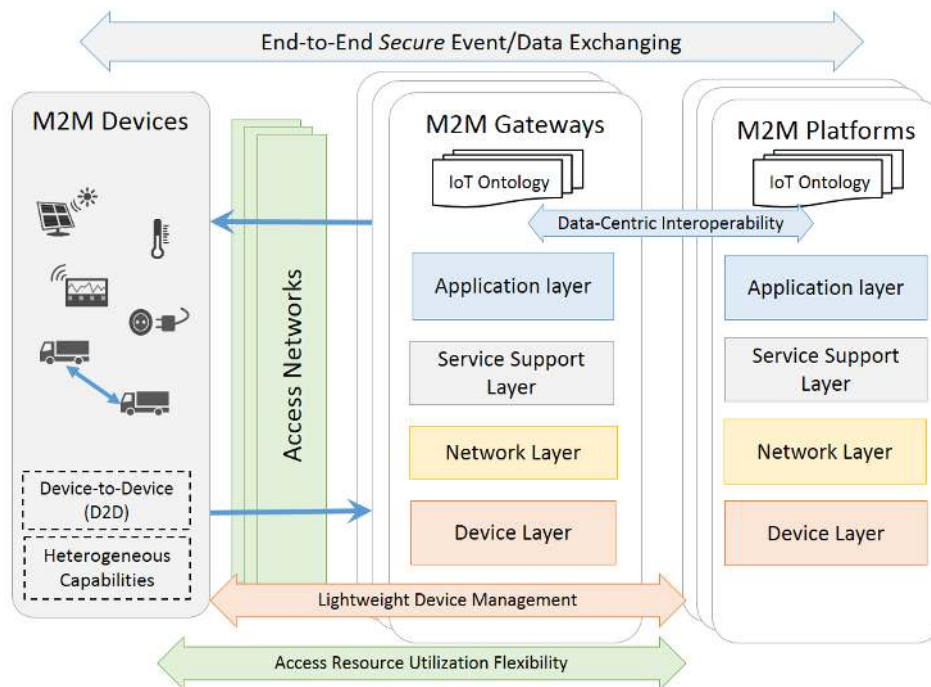 End-to-End Secure Event/Data Exchanging
M2M Devices
Device-to-Device
(D2D)
Heterogeneous
Capabilities
Access Networks
M2M Gateways
IoT Ontology
Application layer
Service Support
Layer
Network Layer
Device Layer
M2M Platforms
IoT Ontology
Data-Centric Interoperability
Application layer
Service Support
Layer
Network Layer
Device Layer
Lightweight Device Management
Access Resource Utilization Flexibility